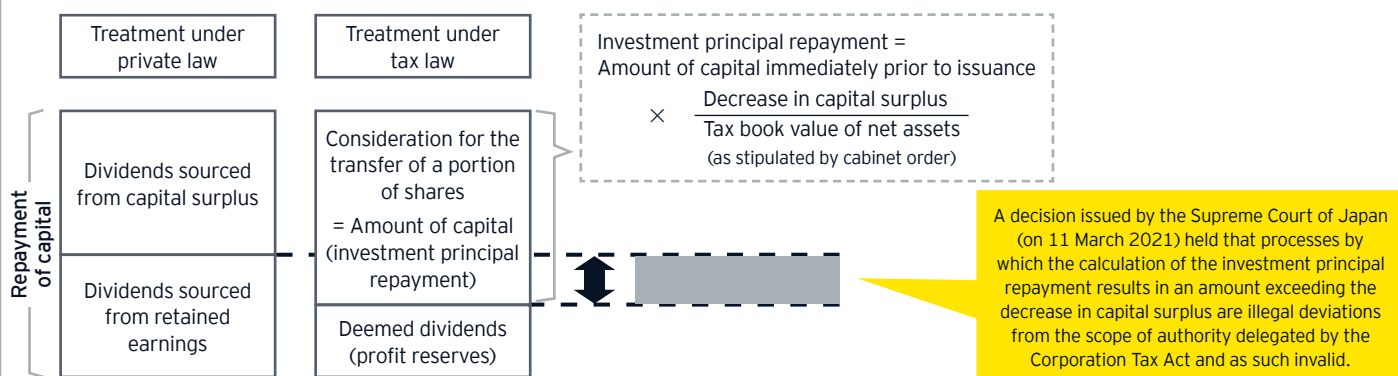 Treatment under
private law
Treatment under
tax law
Investment principal repayment =
Amount of capital immediately prior to issuance
× Decrease in capital surplus
Tax book value of net assets
(as stipulated by cabinet order)
Repayment
of capital
Dividends sourced
from capital surplus
Dividends sourced
from retained
earnings
Consideration for the
transfer of a portion
of shares
= Amount of capital
(investment principal
repayment)
Deemed dividends
(profit reserves)
A decision issued by the Supreme Court of Japan
(on 11 March 2021) held that processes by
which the calculation of the investment principal
repayment results in an amount exceeding the
decrease in capital surplus are illegal deviations
from the scope of authority delegated by the
Corporation Tax Act and as such invalid.